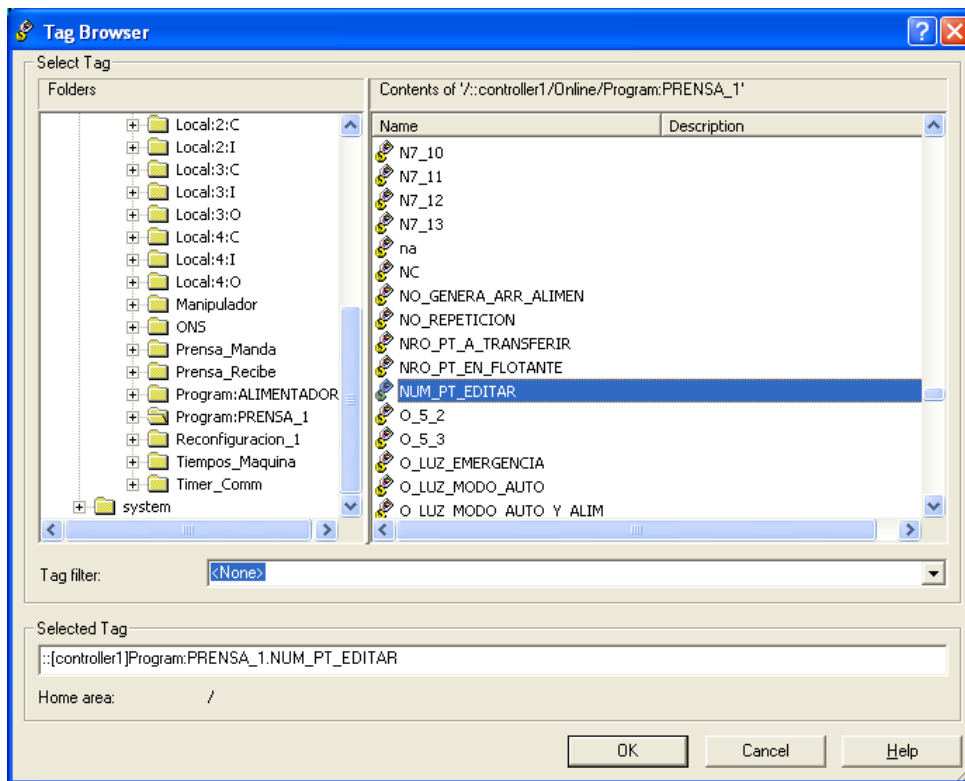 Tag Browser
Select Tag
Folders
Contents of '/::controller1/Online/Program:PRENSA_1'
Local:2:C
Local:2:I
Local:3:C
Local:3:I
Local:3:O
Local:4:C
Local:4:I
Local:4:O
Manipulador
ONS
Prensa_Manda
Prensa_Recibe
Program:ALIMENTADOR
Program:PRENSA_1
Reconfiguracion_1
Tiempos_Maquina
Timer_Comm
system
Name Description
N7_10
N7_11
N7_12
N7_13
na
NC
NO_GENERA_ARR_ALIMEN
NO_REPETICION
NRO_PT_A_TRANSFERIR
NRO_PT_EN_FLOTANTE
NUM_PT_EDITAR
O_5_2
O_5_3
O_LUZ_EMERGENCIA
O_LUZ_MODO_AUTO
O_LUZ_MODO_AUTO_Y_ALIM
Tag filter: <None>
Selected Tag
::[controller1]Program:PRENSA_1.NUM_PT_EDITAR
Home area: /
OK Cancel Help